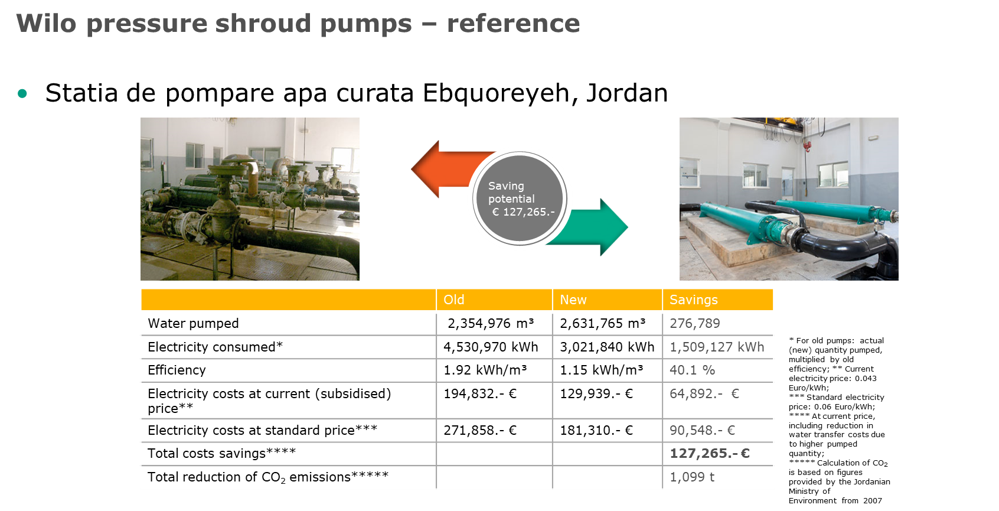 Wilo pressure shroud pumps – reference
• Statia de pompare apa curata Ebquoreyeh, Jordan
Saving
potential
€ 127,265.-
Old New Savings
Water pumped 2,354,976 m³ 2,631,765 m³ 276,789
Electricity consumed* 4,530,970 kWh 3,021,840 kWh 1,509,127 kWh
Efficiency 1.92 kWh/m³ 1.15 kWh/m³ 40.1 %
Electricity costs at current (subsidised) 194,832.- € 129,939.- € 64,892.- €
price**
Electricity costs at standard price*** 271,858.- € 181,310.- € 90,548.- €
Total costs savings**** 127,265.- €
Total reduction of CO₂ emissions***** 1,099 t
* For old pumps: actual
(new) quantity pumped,
multiplied by old
efficiency; ** Current
electricity price: 0.043
Euro/kWh;
*** Standard electricity
price: 0.06 Euro/kWh;
**** At current price,
including reduction in
water transfer costs due
to higher pumped
quantity;
***** Calculation of CO₂
is based on figures
provided by the Jordanian
Ministry of
Environment from 2007